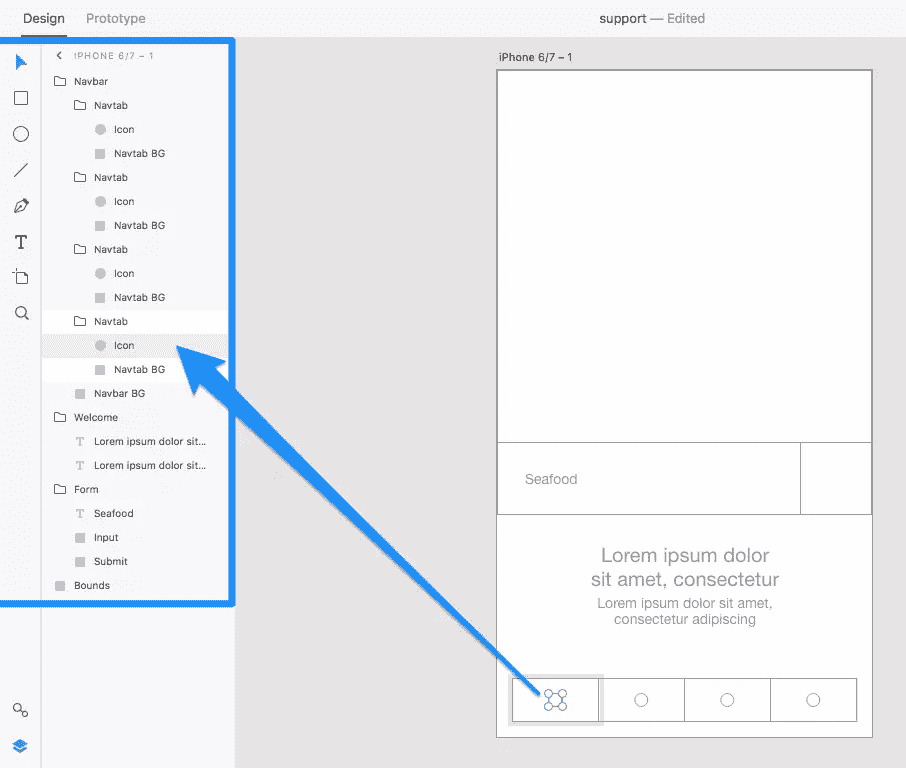 Design Prototype support — Edited
iPHONE 6/7 – 1
Navbar
Navtab
Icon
Navtab BG
Navtab
Icon
Navtab BG
Navtab
Icon
Navtab BG
Navtab
Icon
Navtab BG
Navbar BG
Welcome
Lorem ipsum dolor sit...
Lorem ipsum dolor sit...
Form
Seafood
Input
Submit
Bounds
iPhone 6/7 – 1
Seafood
Lorem ipsum dolor
sit amet, consectetur
Lorem ipsum dolor sit amet,
consectetur adipiscing